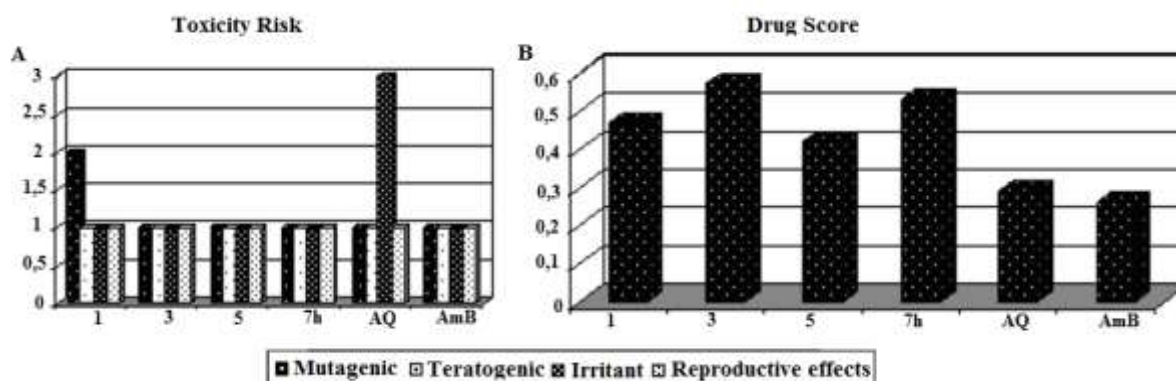 Toxicity Risk
Drug Score
A
3
2,5
2
1,5
1
0,5
0
1 3 5 7h AQ AmB
B
0,6
0,5
0,4
0,3
0,2
0,1
0
1 3 5 7h AQ AmB
Mutagenic Teratogenic Irritant Reproductive effects